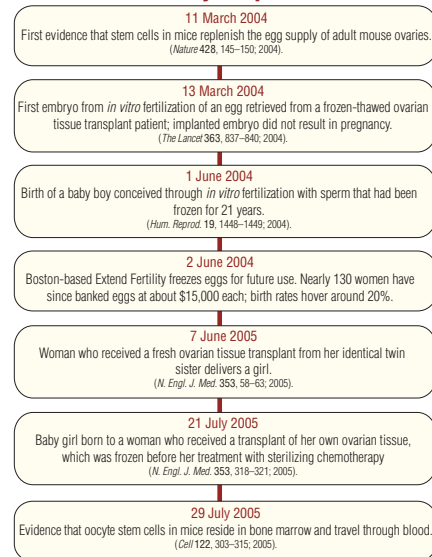 11 March 2004
First evidence that stem cells in mice replenish the egg supply of adult mouse ovaries.
(Nature 428, 145–150; 2004).
13 March 2004
First embryo from in vitro fertilization of an egg retrieved from a frozen-thawed ovarian
tissue transplant patient; implanted embryo did not result in pregnancy.
(The Lancet 363, 837–840; 2004).
1 June 2004
Birth of a baby boy conceived through in vitro fertilization with sperm that had been
frozen for 21 years.
(Hum. Reprod. 19, 1448–1449; 2004).
2 June 2004
Boston-based Extend Fertility freezes eggs for future use. Nearly 130 women have
since banked eggs at about $15,000 each; birth rates hover around 20%.
7 June 2005
Woman who received a fresh ovarian tissue transplant from her identical twin
sister delivers a girl.
(N. Engl. J. Med. 353, 58–63; 2005).
21 July 2005
Baby girl born to a woman who received a transplant of her own ovarian tissue,
which was frozen before her treatment with sterilizing chemotherapy
(N. Engl. J. Med. 353, 318–321; 2005).
29 July 2005
Evidence that oocyte stem cells in mice reside in bone marrow and travel through blood.
(Cell 122, 303–315; 2005).